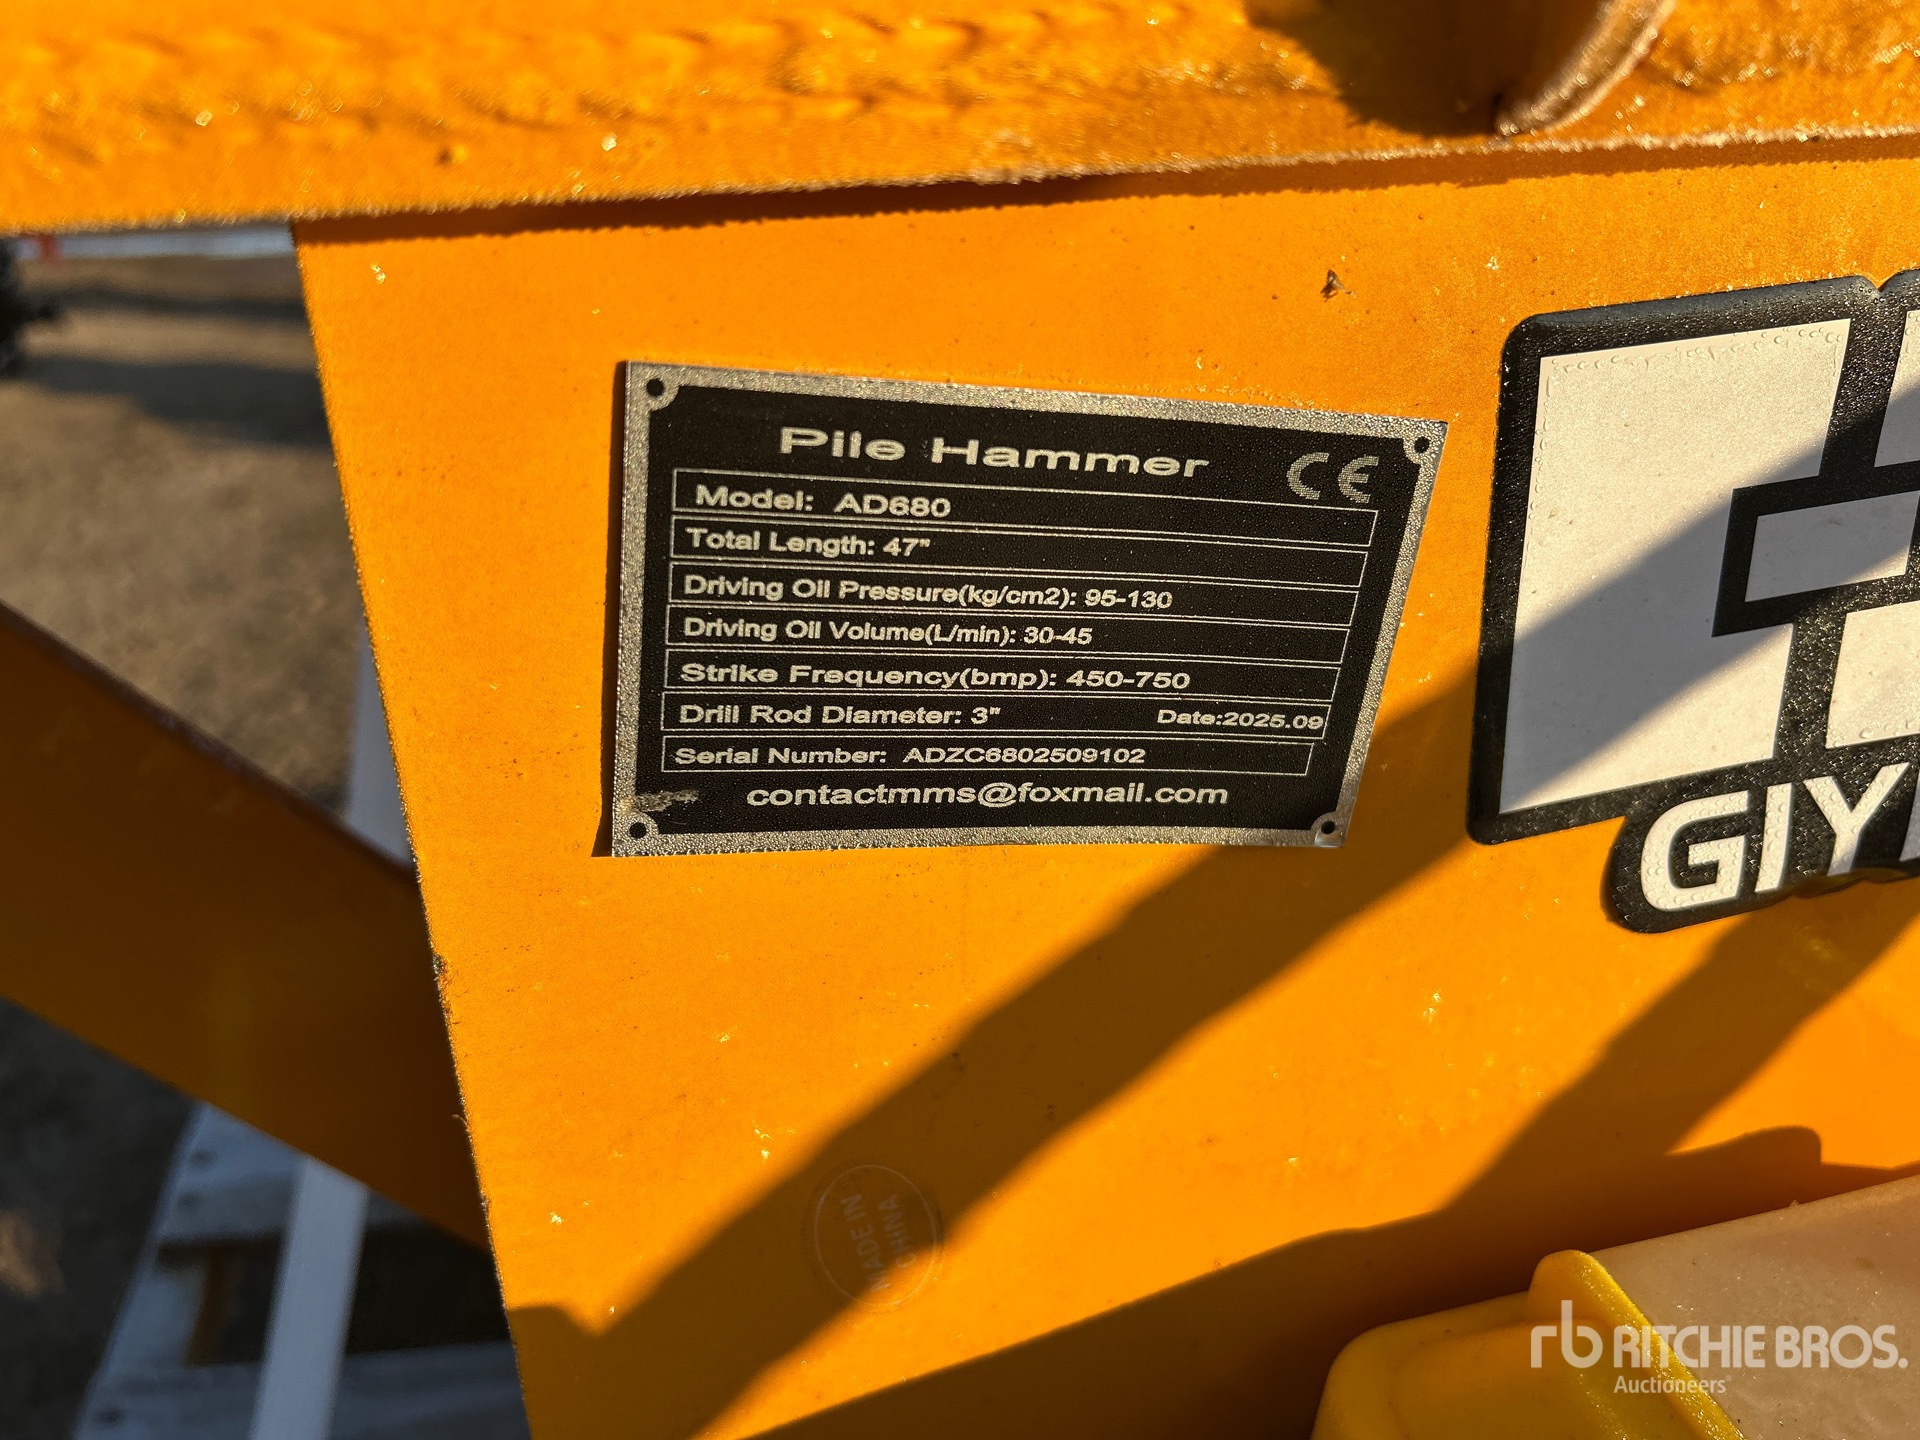 Pile Hammer CE
Model: AD680
Total Length: 47"
Driving Oil Pressure(kg/cm2): 95-130
Driving Oil Volume(L/min): 30-45
Strike Frequency(bmp): 450-750
Drill Rod Diameter: 3" Date:2025.09
Serial Number: ADZC6802509102
contactmms@foxmail.com
GIY
MADE IN
CHINA
rb RITCHIE BROS.
Auctioneers